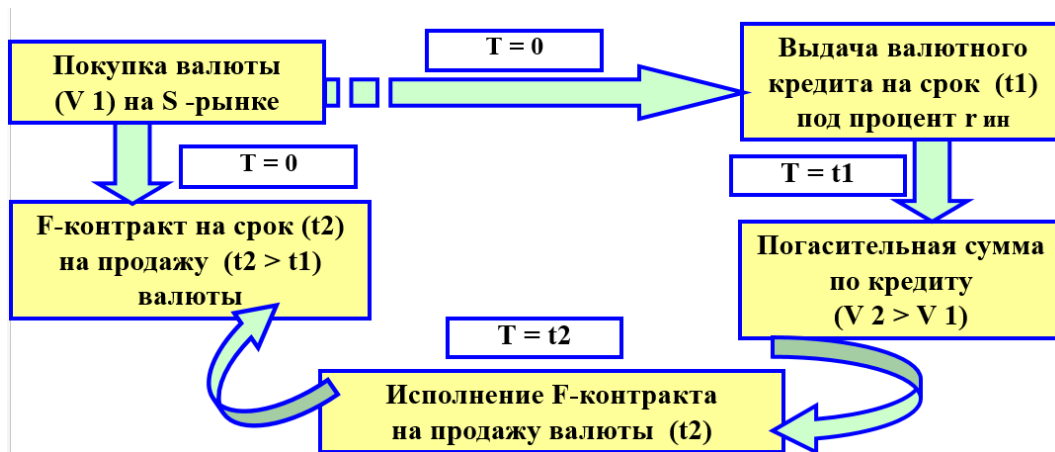 T = 0
Покупка валюты
(V 1) на S -рынке
Выдача валютного
кредита на срок (t1)
под процент r ин
T = 0
T = t1
F-контракт на срок (t2)
на продажу (t2 > t1)
валюты
Погасительная сумма
по кредиту
(V 2 > V 1)
T = t2
Исполнение F-контракта
на продажу валюты (t2)